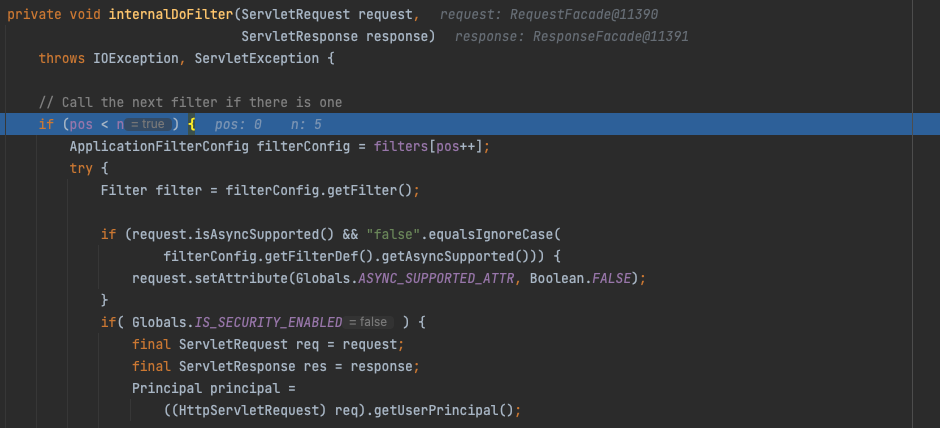 private void internalDoFilter(ServletRequest request,  request: RequestFacade@11390
                              ServletResponse response)  response: ResponseFacade@11391
    throws IOException, ServletException {
    // Call the next filter if there is one
    if (pos < n = true ) {  pos: 0  n: 5
        ApplicationFilterConfig filterConfig = filters[pos++];
        try {
            Filter filter = filterConfig.getFilter();
            if (request.isAsyncSupported() && "false".equalsIgnoreCase(
                    filterConfig.getFilterDef().getAsyncSupported())) {
                request.setAttribute(Globals.ASYNC_SUPPORTED_ATTR, Boolean.FALSE);
            }
            if( Globals.IS_SECURITY_ENABLED = false ) {
                final ServletRequest req = request;
                final ServletResponse res = response;
                Principal principal =
                    ((HttpServletRequest) req).getUserPrincipal();